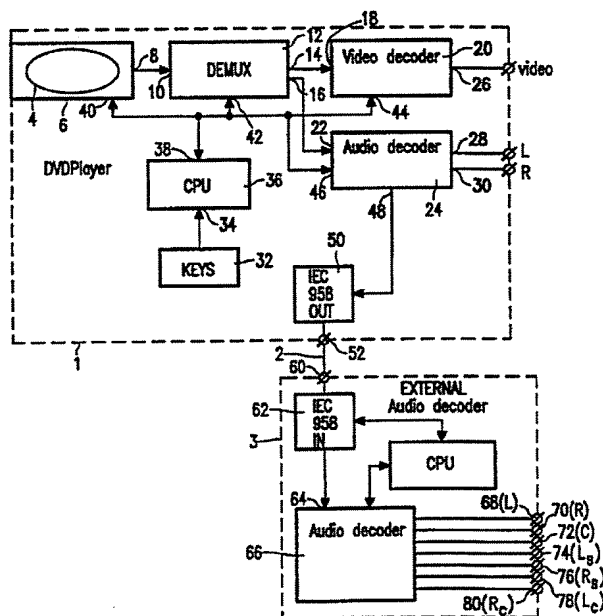 12
18
8
14
20
DEMUX
Video decoder
video
10
16
26
4
6
40
42
44
22
28
DVDPlayer
38
Audio decoder
L
CPU
36
R
46
30
34
48
24
KEYS
32
50
IEC
958
OUT
1
2
52
60
EXTERNAL
Audio decoder
62
IEC
958
IN
3
CPU
64
68(L)
70(R)
Audio decoder
72(C)
66
74(Ls)
76(Rs)
78(Lc)
80(Rc)